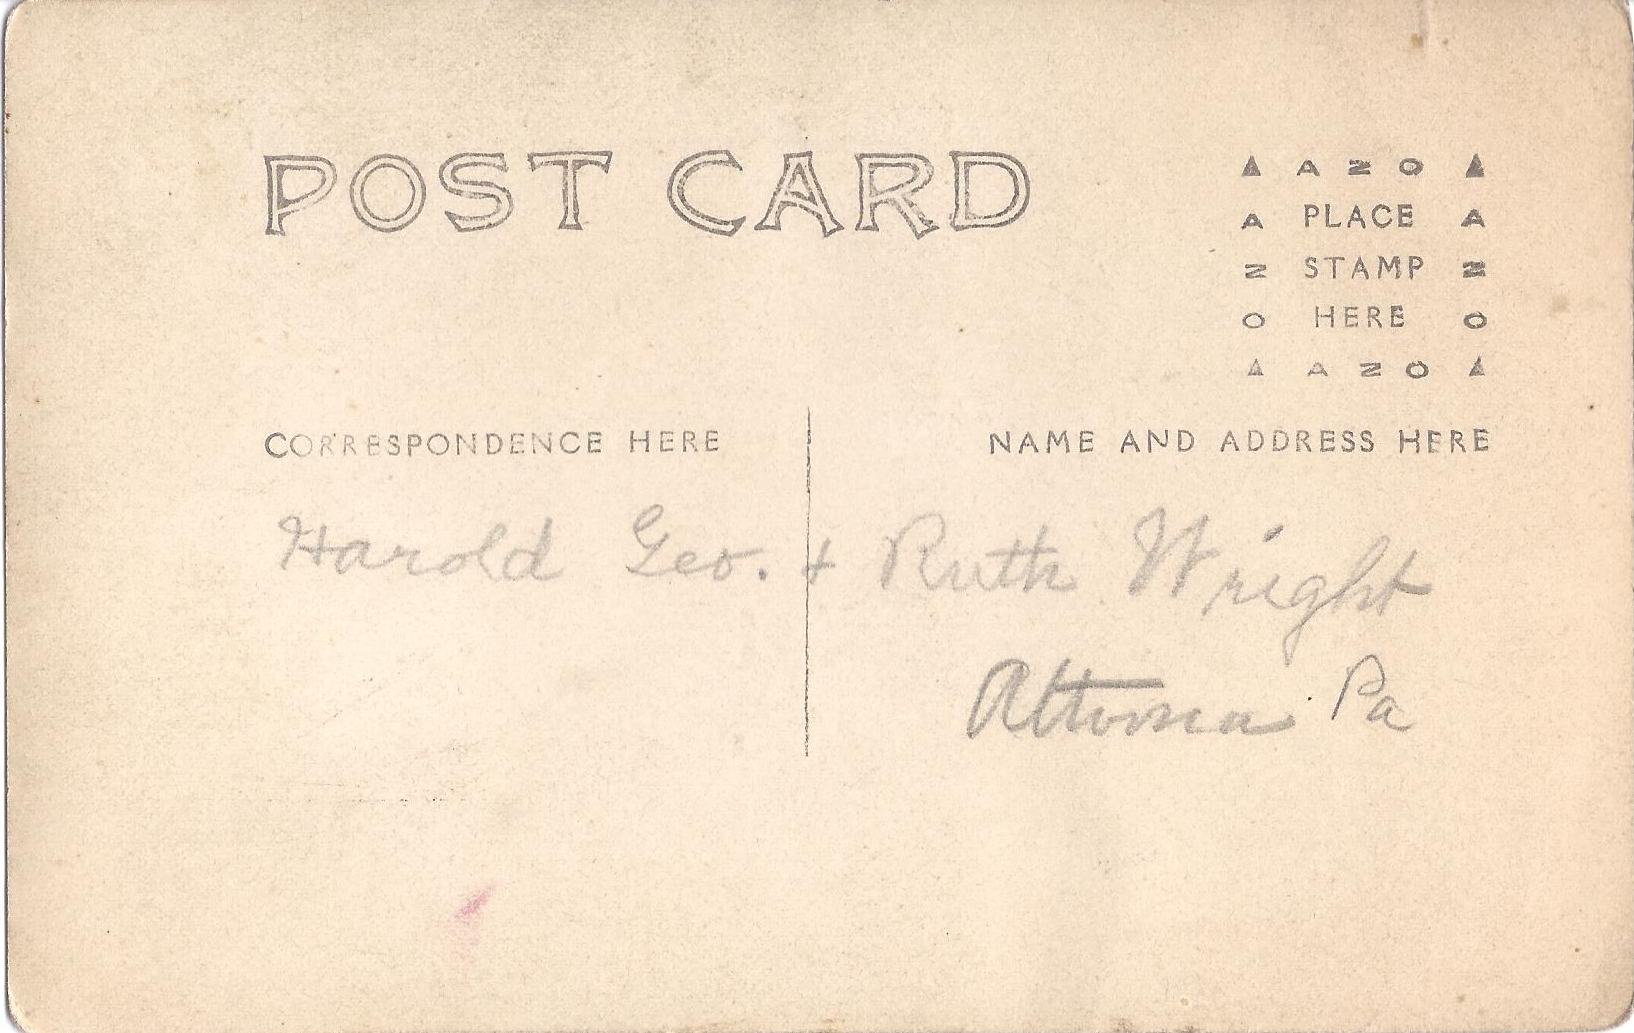 POST CARD
▲ AZO ▲
A PLACE A
Z STAMP Z
O HERE O
▲ AZO ▲
CORRESPONDENCE HERE
NAME AND ADDRESS HERE
Harold Geo. + Ruth Wright
Altoona Pa